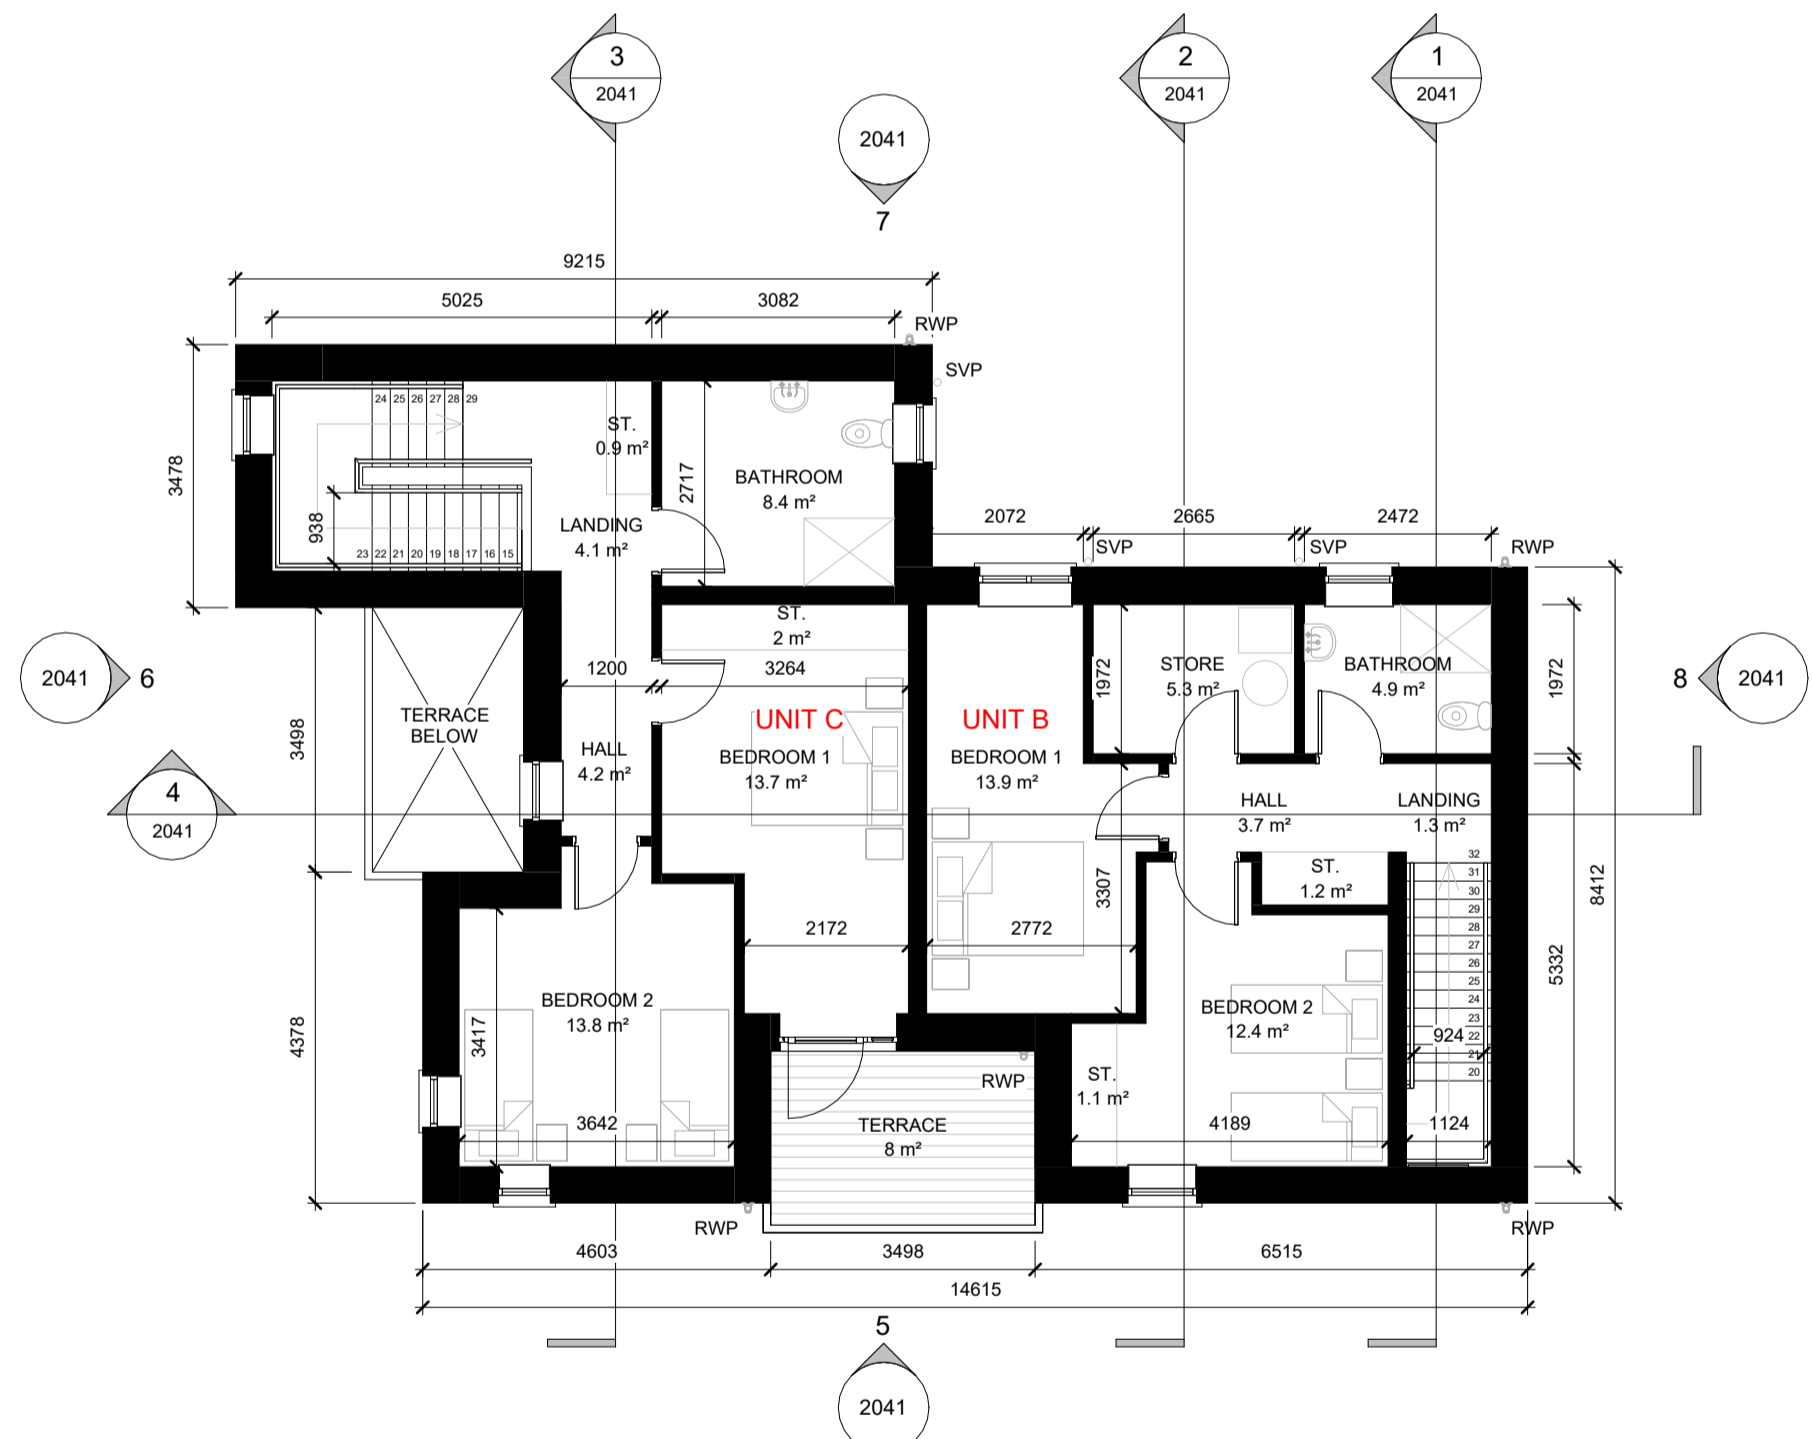 3
2041
2
2041
1
2041
2041
7
9215
5025
3082
RWP
SVP
3478
24 25 26 27 28 29
ST.
0.9 m²
2717
BATHROOM
8.4 m²
938
LANDING
4.1 m²
23 22 21 20 19 18 17 16 15
2072
2665
2472
SVP
SVP
RWP
ST.
2 m²
1200
3264
1972
STORE
5.3 m²
BATHROOM
4.9 m²
1972
2041
6
8
2041
TERRACE
BELOW
3498
UNIT C
UNIT B
HALL
4.2 m²
BEDROOM 1
13.7 m²
BEDROOM 1
13.9 m²
4
2041
HALL
3.7 m²
LANDING
1.3 m²
ST.
1.2 m²
3307
8412
32
31
30
29
28
27
26
25
24
23
22
21
20
2172
2772
5332
BEDROOM 2
13.8 m²
3417
4378
BEDROOM 2
12.4 m²
924
RWP
ST.
1.1 m²
3642
TERRACE
8 m²
4189
1124
RWP
RWP
4603
3498
6515
14615
5
2041